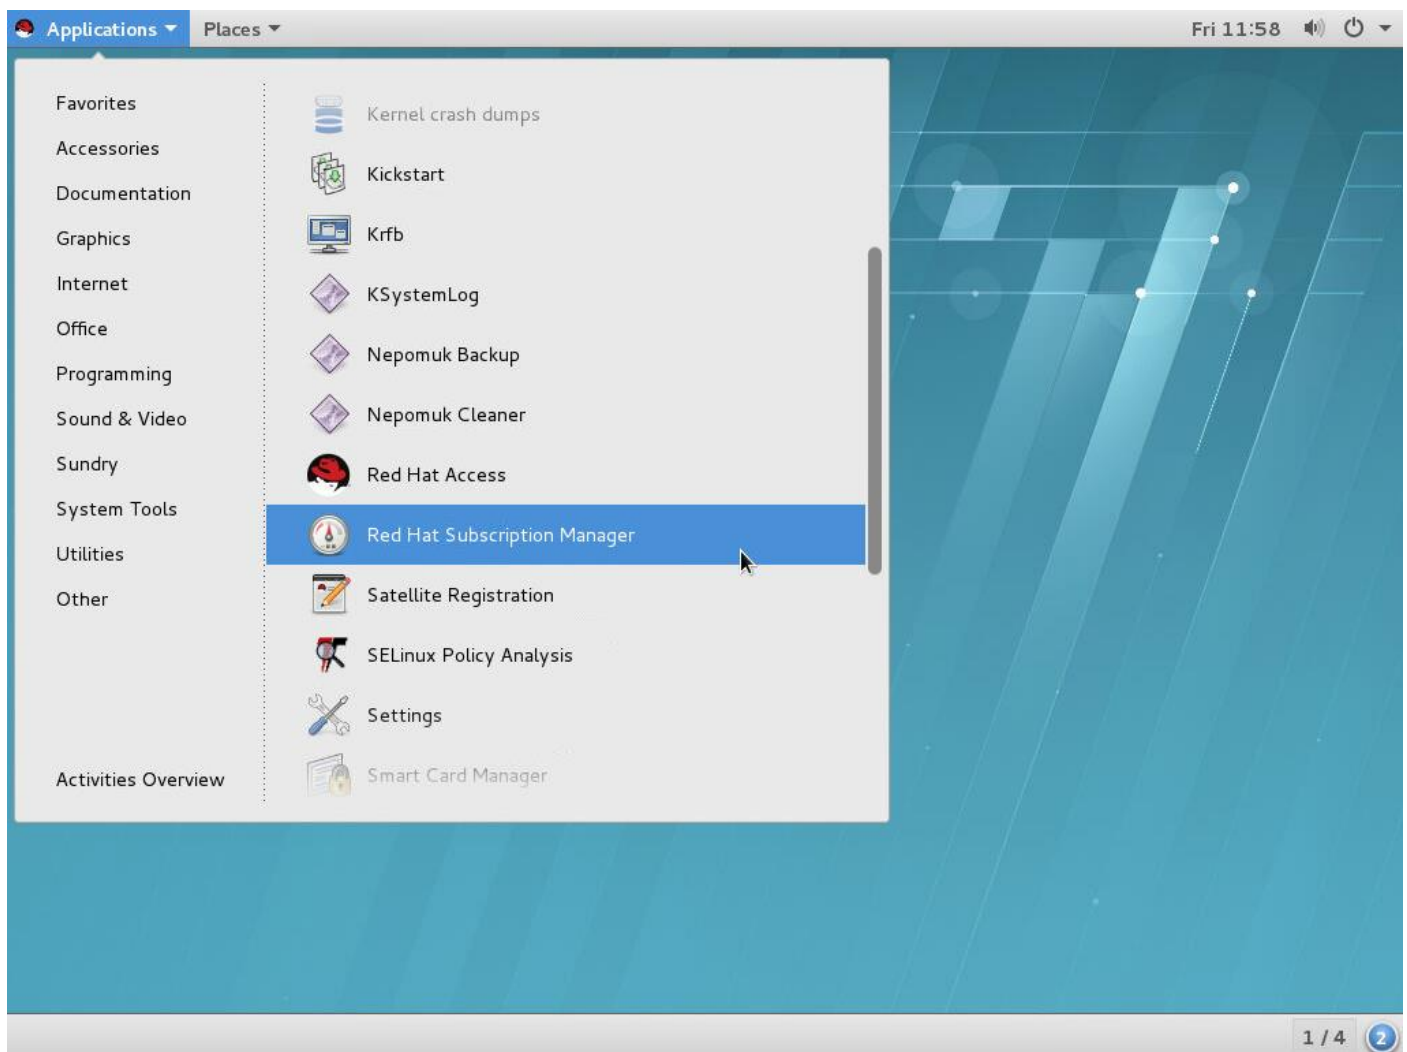 Applications Places Fri 11:58
Favorites
Accessories
Documentation
Graphics
Internet
Office
Programming
Sound & Video
Sundry
System Tools
Utilities
Other
Activities Overview
Kernel crash dumps
Kickstart
Krfb
KSystemLog
Nepomuk Backup
Nepomuk Cleaner
Red Hat Access
Red Hat Subscription Manager
Satellite Registration
SELinux Policy Analysis
Settings
Smart Card Manager
1 / 4 2